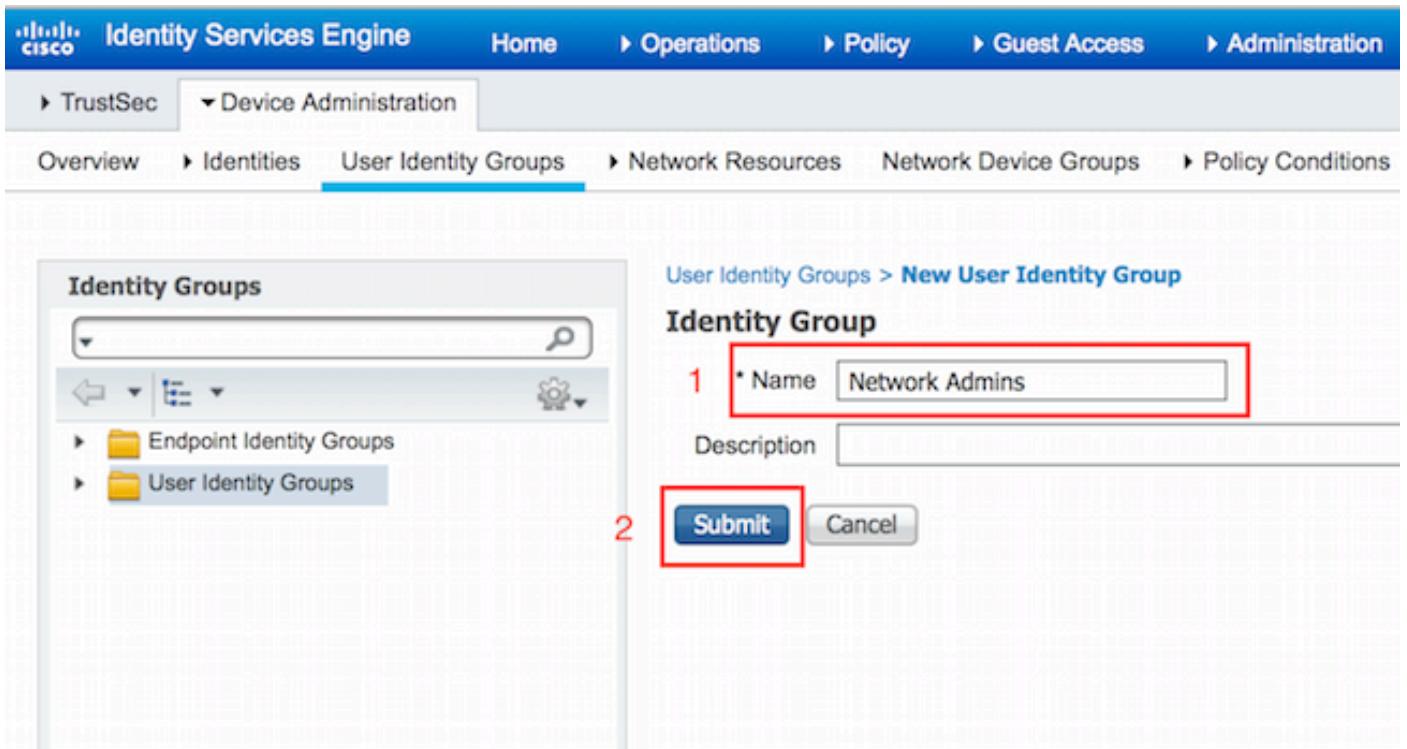 CISCO Identity Services Engine Home Operations Policy Guest Access Administration
TrustSec Device Administration
Overview Identities User Identity Groups Network Resources Network Device Groups Policy Conditions
Identity Groups
Endpoint Identity Groups
User Identity Groups
User Identity Groups > New User Identity Group
Identity Group
1 * Name Network Admins
Description
2 Submit Cancel